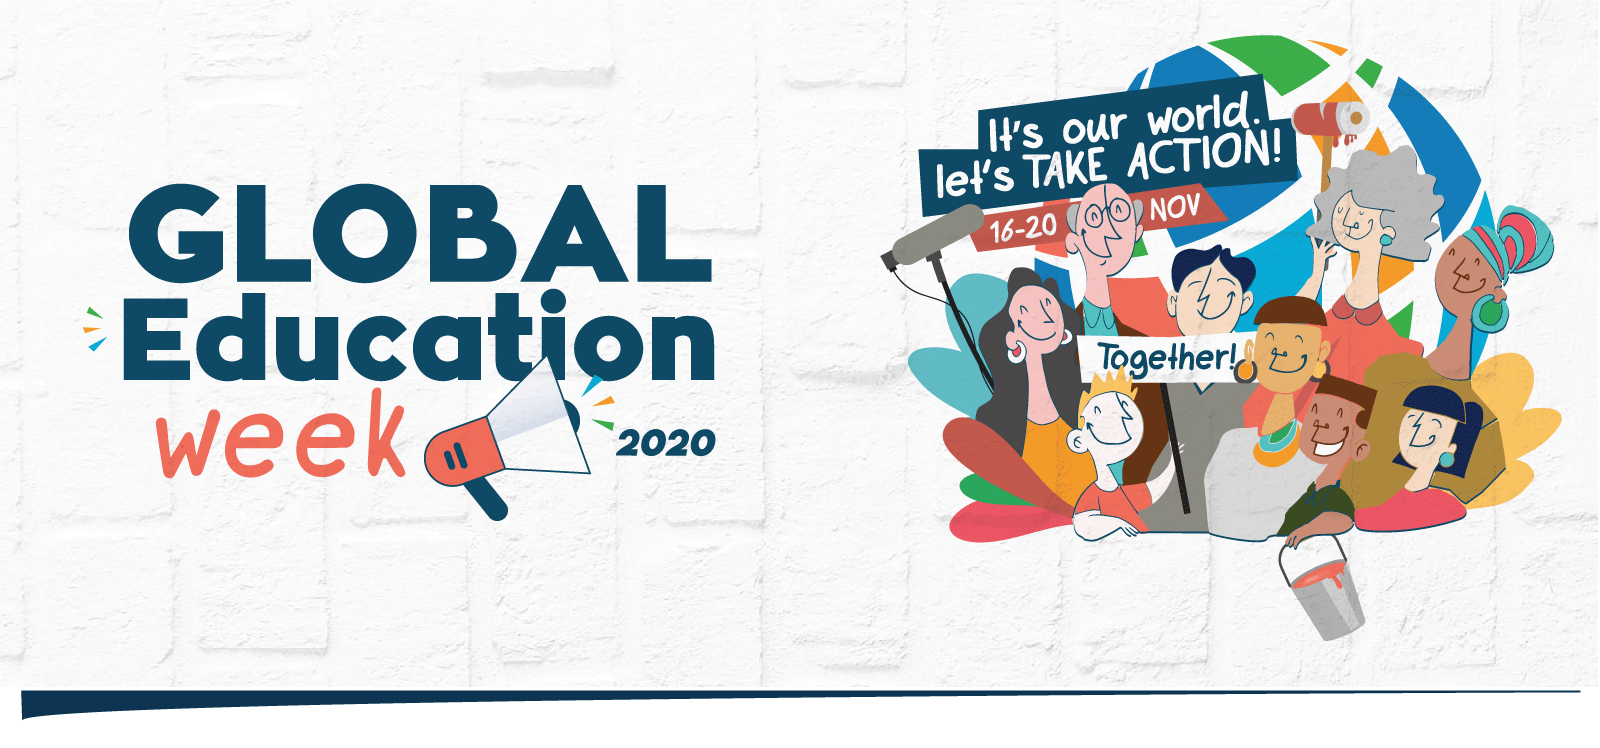 GLOBAL
Education
week
2020
It's our world.
let's TAKE ACTION!
16-20 NOV
Together!